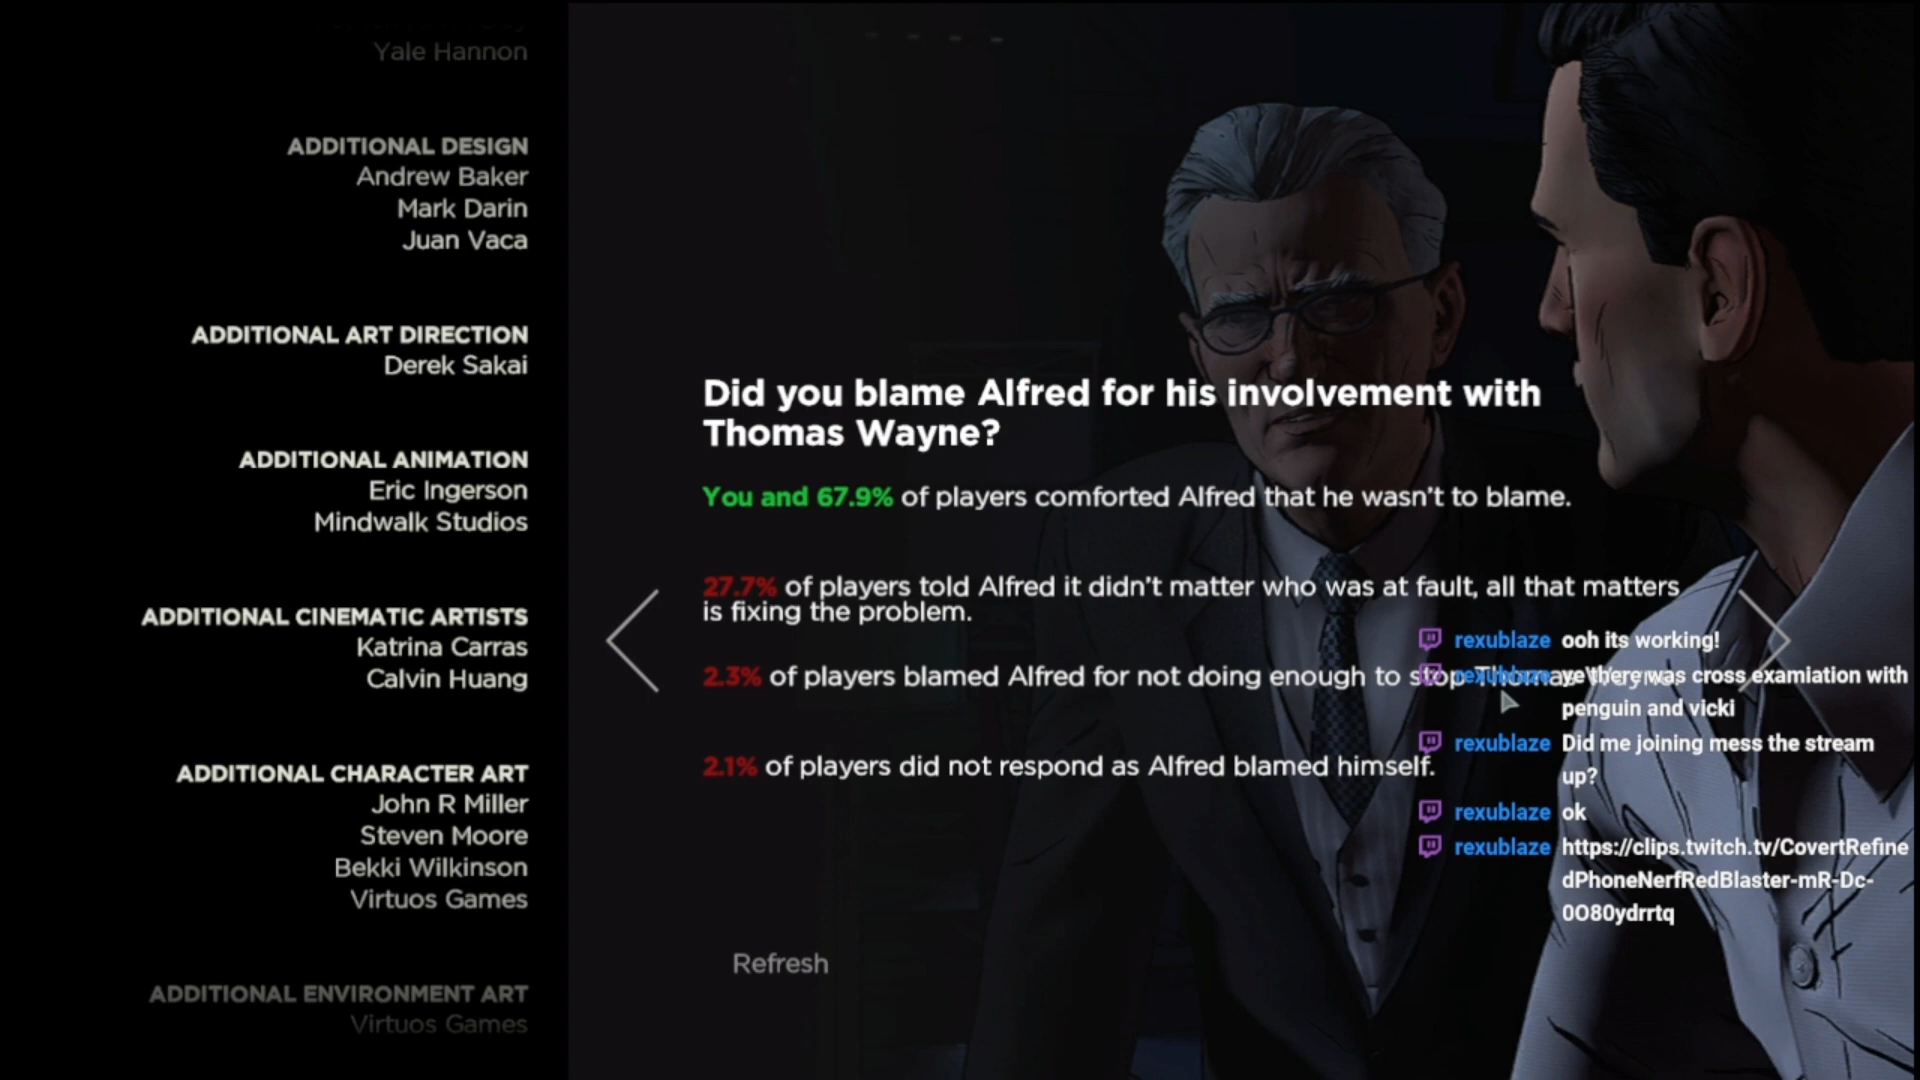 Yale Hannon
ADDITIONAL DESIGN
Andrew Baker
Mark Darin
Juan Vaca
ADDITIONAL ART DIRECTION
Derek Sakai
ADDITIONAL ANIMATION
Eric Ingerson
Mindwalk Studios
ADDITIONAL CINEMATIC ARTISTS
Katrina Carras
Calvin Huang
ADDITIONAL CHARACTER ART
John R Miller
Steven Moore
Bekki Wilkinson
Virtuos Games
ADDITIONAL ENVIRONMENT ART
Virtuos Games
Did you blame Alfred for his involvement with
Thomas Wayne?
You and 67.9% of players comforted Alfred that he wasn't to blame.
27.7% of players told Alfred it didn't matter who was at fault, all that matters
is fixing the problem.
2.3% of players blamed Alfred for not doing enough to stop Thomas
2.1% of players did not respond as Alfred blamed himself.
Refresh
rexublaze ooh its working!
rexublaze ye there was cross examiation with
penguin and vicki
rexublaze Did me joining mess the stream
up?
rexublaze ok
rexublaze https://clips.twitch.tv/CovertRefine
dPhoneNerfRedBlaster-mR-Dc-
0O80ydrrtq